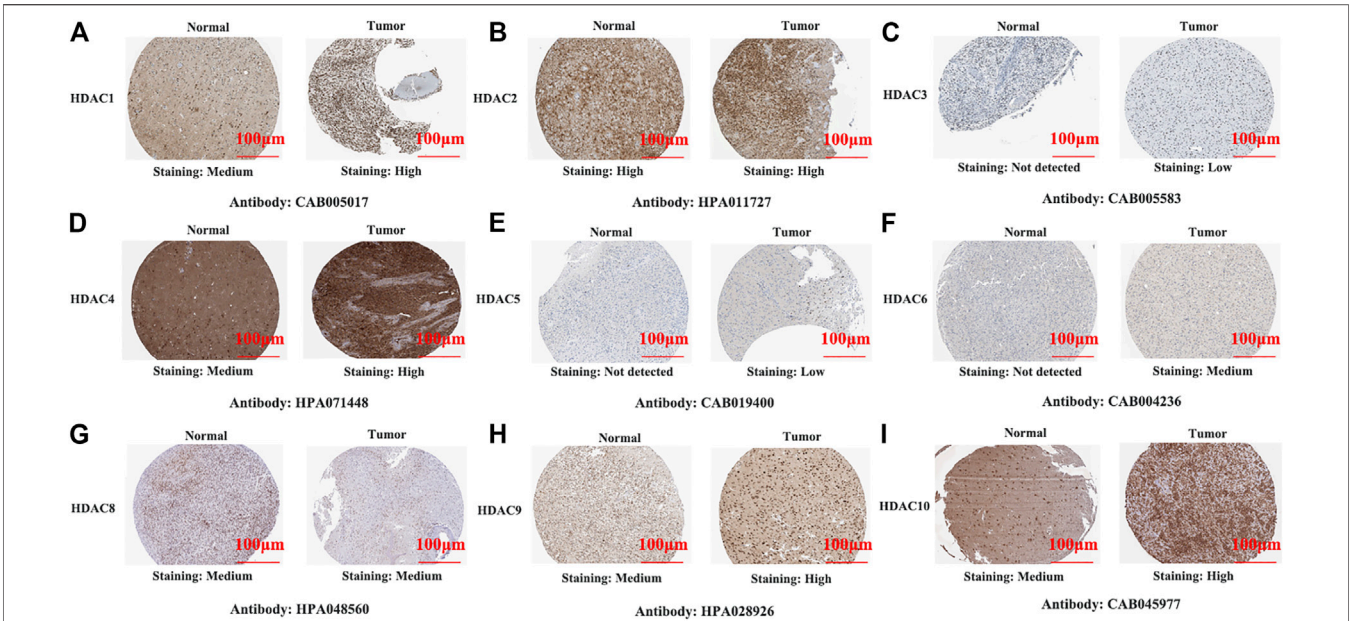 A
Normal
Tumor
HDAC1
100µm
100µm
Staining: Medium
Staining: High
Antibody: CAB005017
B
Normal
Tumor
HDAC2
100µm
100µm
Staining: High
Staining: High
Antibody: HPA011727
C
Normal
Tumor
HDAC3
100µm
100µm
Staining: Not detected
Staining: Low
Antibody: CAB005583
D
Normal
Tumor
HDAC4
100µm
100µm
Staining: Medium
Staining: High
Antibody: HPA071448
E
Normal
Tumor
HDAC5
100µm
100µm
Staining: Not detected
Staining: Low
Antibody: CAB019400
F
Normal
Tumor
HDAC6
100µm
100µm
Staining: Not detected
Staining: Medium
Antibody: CAB004236
G
Normal
Tumor
HDAC8
100µm
100µm
Staining: Medium
Staining: Medium
Antibody: HPA048560
H
Normal
Tumor
HDAC9
100µm
100µm
Staining: Medium
Staining: High
Antibody: HPA028926
I
Normal
Tumor
HDAC10
100µm
100µm
Staining: Medium
Staining: High
Antibody: CAB045977